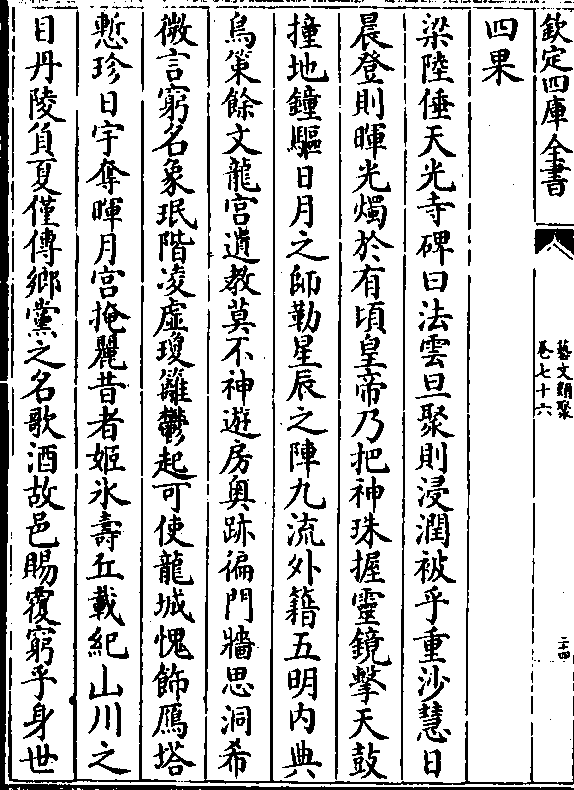 欽定四庫全書
藝文類聚
卷七十六
二四
四果
梁陸倕天光寺碑曰法雲旦聚則浸潤被乎重沙慧日
晨登則暉光燭於有頃皇帝乃把神珠握靈鏡擊天鼓
撞地鐘驅日月之師勒星辰之陣九流外籍五明內典
鳥策餘文龍宮遺教莫不神遊房奧跡徧門牆思洞希
微言窮名象珉階凌虛瓊籬鬱起可使龍城愧飾鴈塔
慙珍日宇奪暉月宮掩麗昔者姬水壽丘載紀山川之
目丹陵負夏僅傳鄉黨之名歌酒故邑賜覆窮乎身世